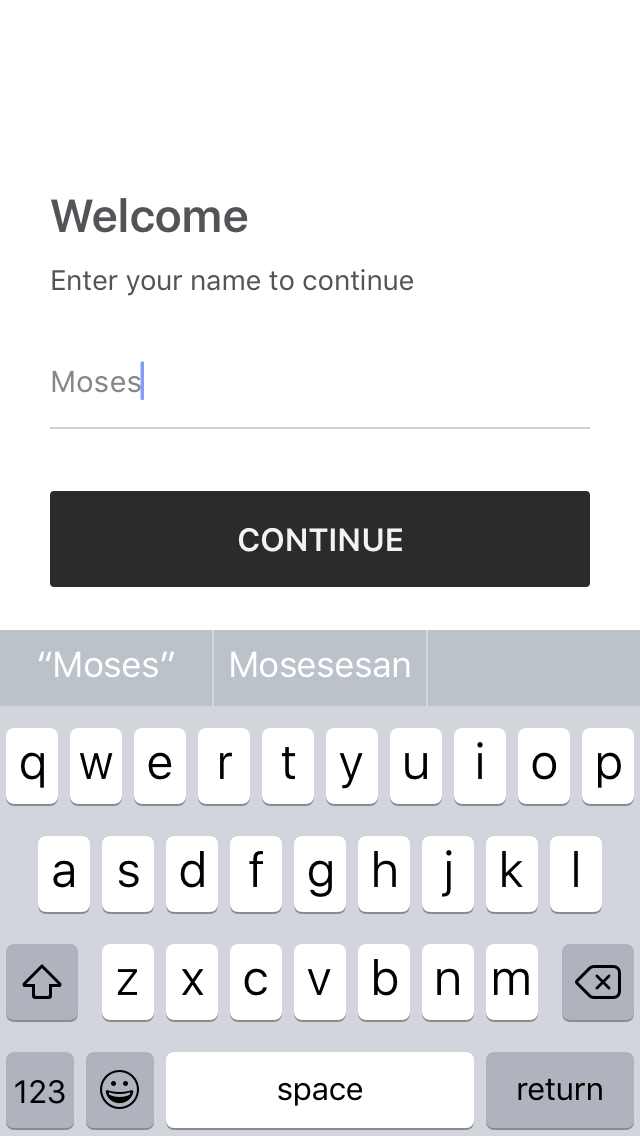 Welcome
Enter your name to continue
Moses
CONTINUE
“Moses” Mosesesan
q w e r t y u i o p
a s d f g h j k l
z x c v b n m
123 space return